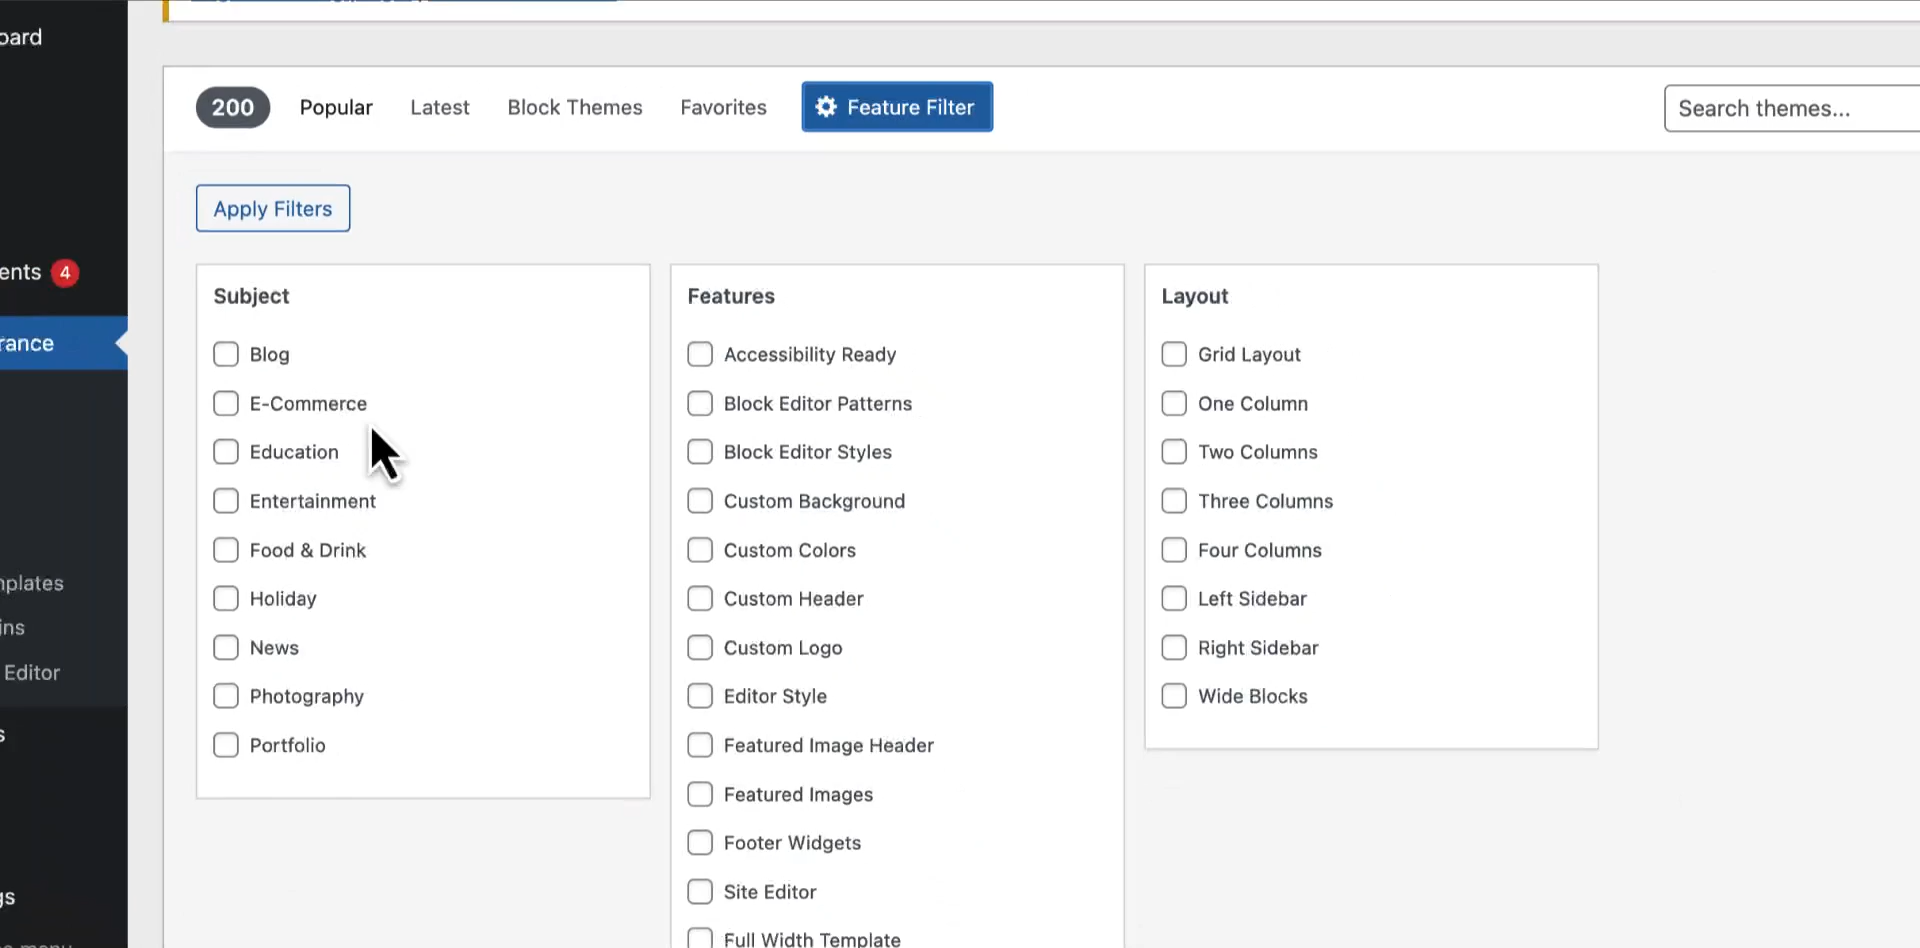 oard
ents 4
rance
nplates
ins
Editor
s
gs
200 Popular Latest Block Themes Favorites Feature Filter Search themes...
Apply Filters
Subject
Blog
E-Commerce
Education
Entertainment
Food & Drink
Holiday
News
Photography
Portfolio
Features
Accessibility Ready
Block Editor Patterns
Block Editor Styles
Custom Background
Custom Colors
Custom Header
Custom Logo
Editor Style
Featured Image Header
Featured Images
Footer Widgets
Site Editor
Full Width Template
Layout
Grid Layout
One Column
Two Columns
Three Columns
Four Columns
Left Sidebar
Right Sidebar
Wide Blocks